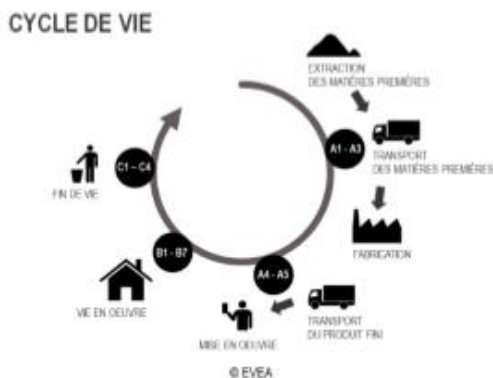 CYCLE DE VIE
EXTRACTION
DES MATIÈRES PREMIÈRES
A1 - A3
TRANSPORT
DES MATIÈRES PREMIÈRES
FABRICATION
A4 - A5
TRANSPORT
DU PRODUIT FINI
MISE EN OEUVRE
B1 - B7
VIE EN OEUVRE
C1 – C4
FIN DE VIE
© EVEA